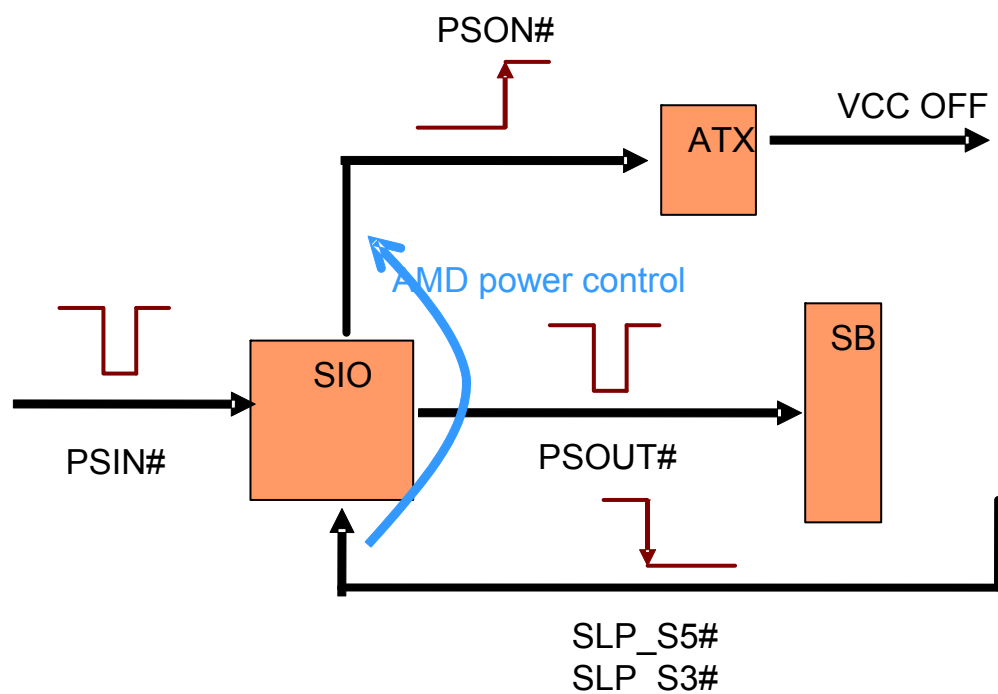 PSON#
VCC OFF
ATX
AMD power control
SB
SIO
PSIN#
PSOUT#
SLP_S5#
SLP_S3#